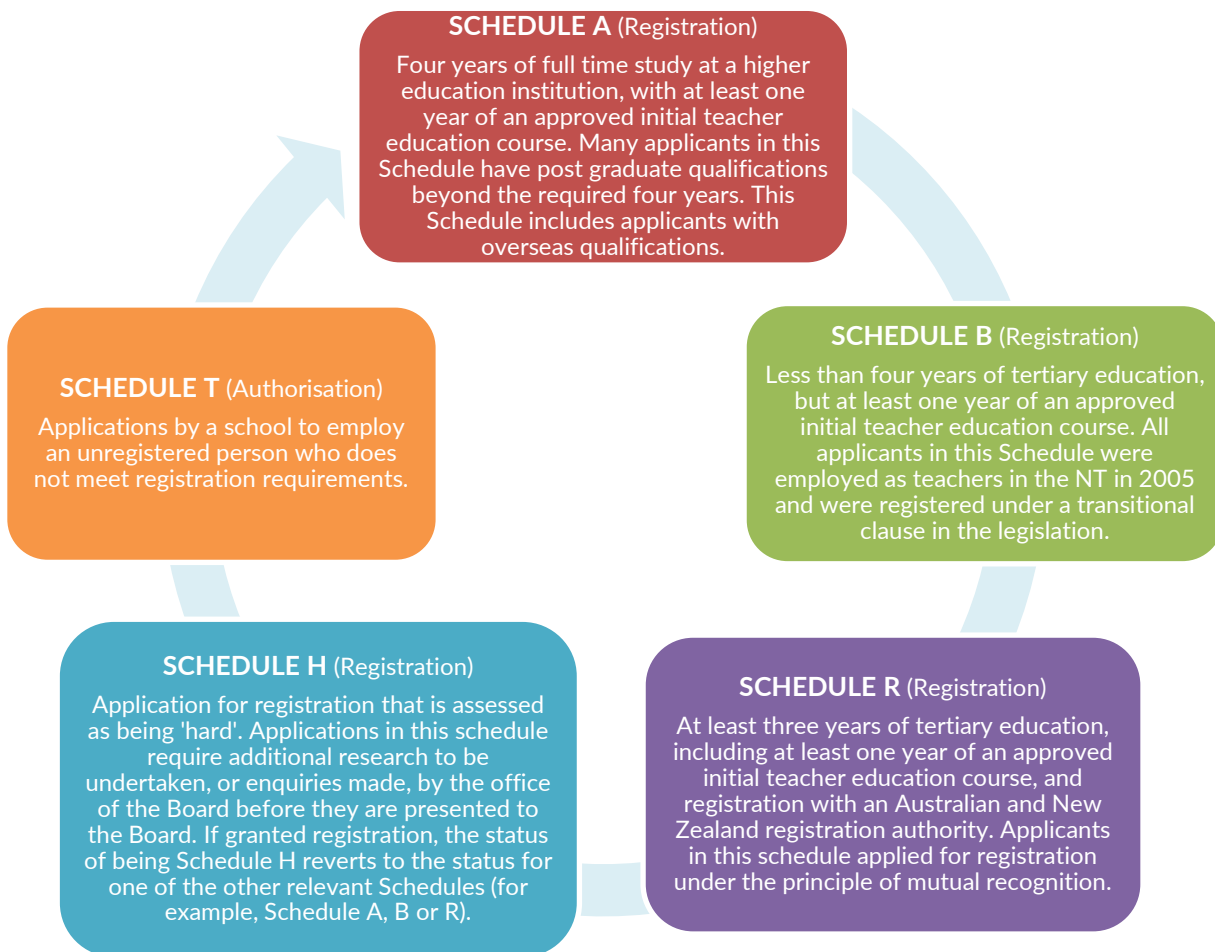 SCHEDULE A (Registration)
Four years of full time study at a higher
education institution, with at least one
year of an approved initial teacher
education course. Many applicants in this
Schedule have post graduate qualifications
beyond the required four years. This
Schedule includes applicants with
overseas qualifications.
SCHEDULE B (Registration)
Less than four years of tertiary education,
but at least one year of an approved
initial teacher education course. All
applicants in this Schedule were
employed as teachers in the NT in 2005
and were registered under a transitional
clause in the legislation.
SCHEDULE R (Registration)
At least three years of tertiary education,
including at least one year of an approved
initial teacher education course, and
registration with an Australian and New
Zealand registration authority. Applicants
in this schedule applied for registration
under the principle of mutual recognition.
SCHEDULE H (Registration)
Application for registration that is assessed
as being 'hard'. Applications in this schedule
require additional research to be
undertaken, or enquiries made, by the office
of the Board before they are presented to
the Board. If granted registration, the status
of being Schedule H reverts to the status for
one of the other relevant Schedules (for
example, Schedule A, B or R).
SCHEDULE T (Authorisation)
Applications by a school to employ
an unregistered person who does
not meet registration requirements.